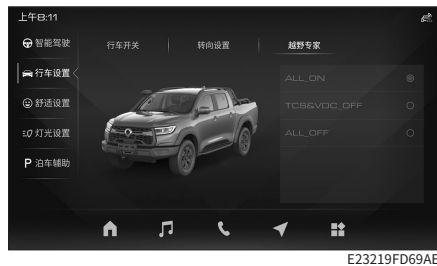 上午8:11
智能驾驶
行车开关
转向设置
越野专家
行车设置
ALL_ON
舒适设置
TCS&VDC_OFF
灯光设置
ALL_OFF
P 泊车辅助
E23219FD69AE